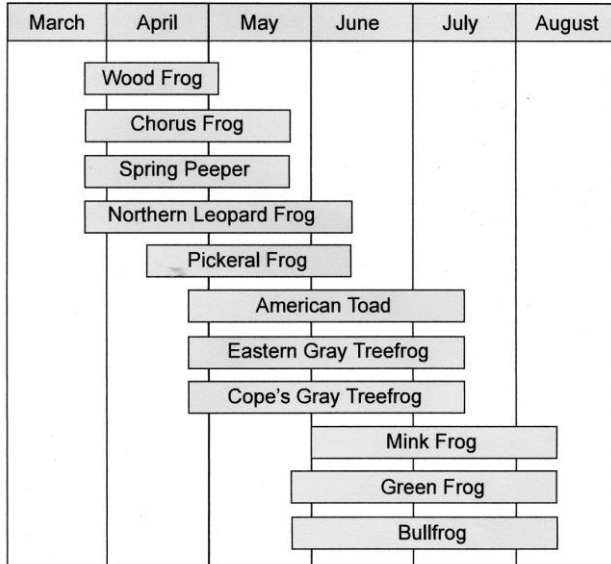 March April May June July August
Wood Frog
Chorus Frog
Spring Peeper
Northern Leopard Frog
Pickeral Frog
American Toad
Eastern Gray Treefrog
Cope's Gray Treefrog
Mink Frog
Green Frog
Bullfrog